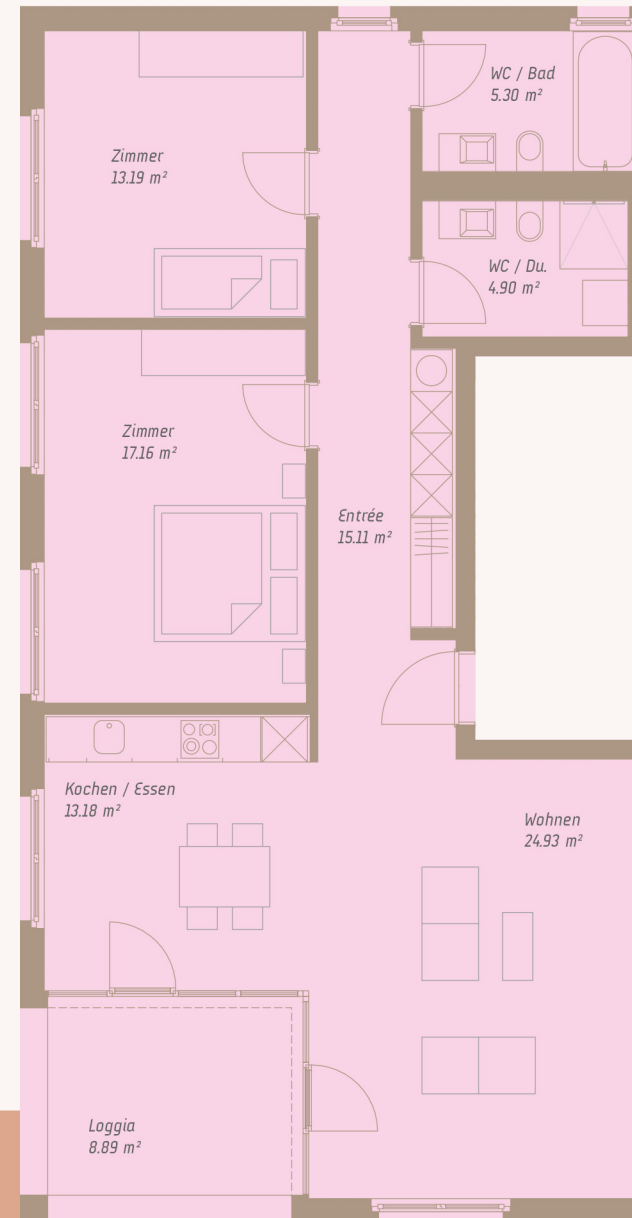 WC / Bad
5.30 m²
Zimmer
13.19 m²
WC / Du.
4.90 m²
Zimmer
17.16 m²
Entrée
15.11 m²
Kochen / Essen
13.18 m²
Wohnen
24.93 m²
Loggia
8.89 m²